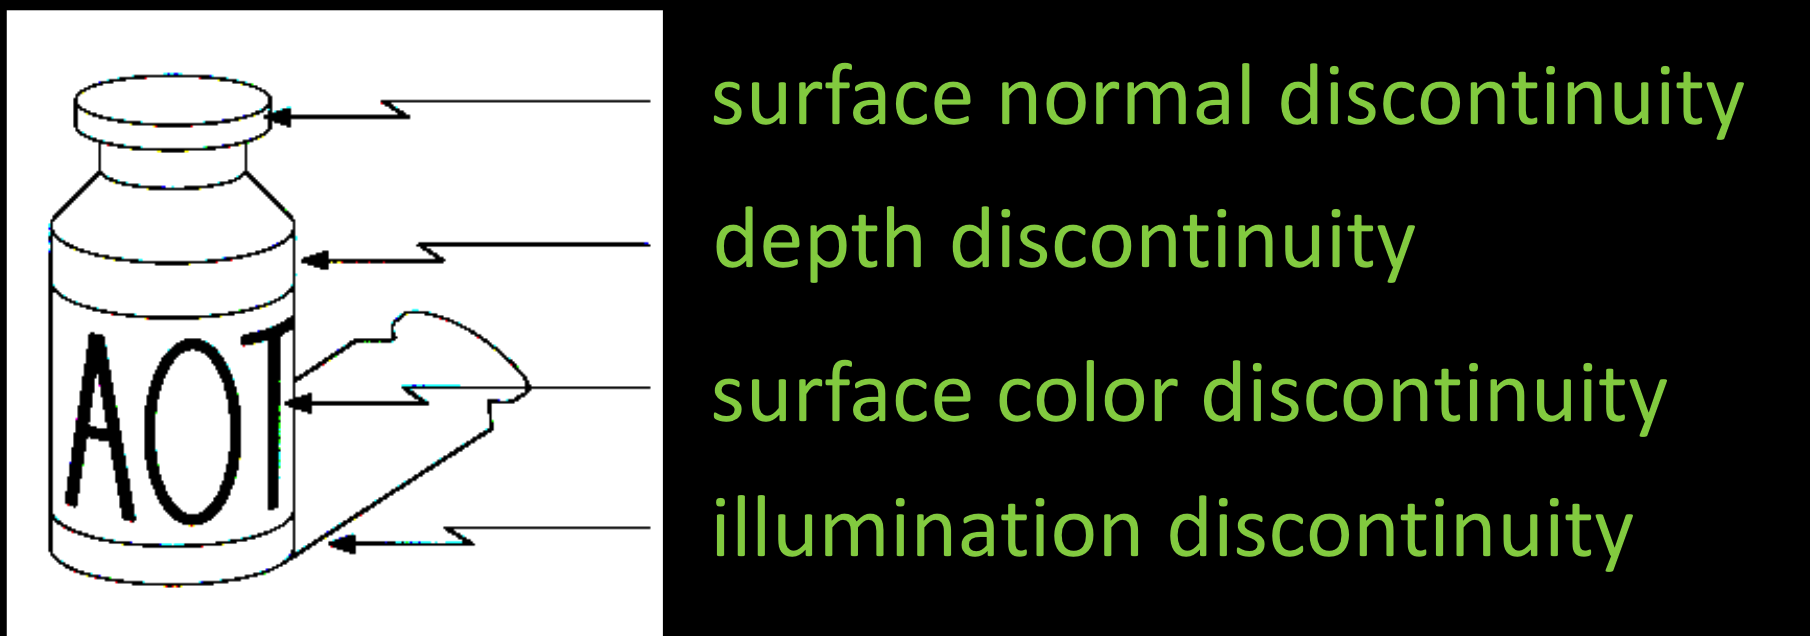 surface normal discontinuity
depth discontinuity
AOT
surface color discontinuity
illumination discontinuity